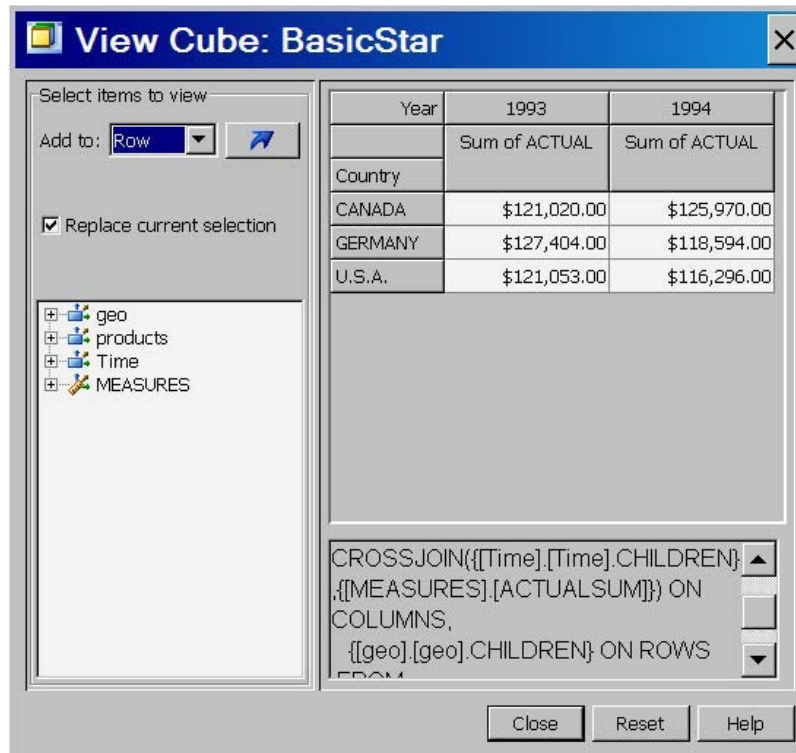 View Cube: BasicStar
Select items to view
Add to: Row
Replace current selection
geo
products
Time
MEASURES
Year 1993 1994
Sum of ACTUAL Sum of ACTUAL
Country
CANADA $121,020.00 $125,970.00
GERMANY $127,404.00 $118,594.00
U.S.A. $121,053.00 $116,296.00
CROSSJOIN({[Time].[Time].CHILDREN}
,{[MEASURES].[ACTUALSUM]}) ON
COLUMNS,
{[geo].[geo].CHILDREN} ON ROWS
FROM
Close Reset Help